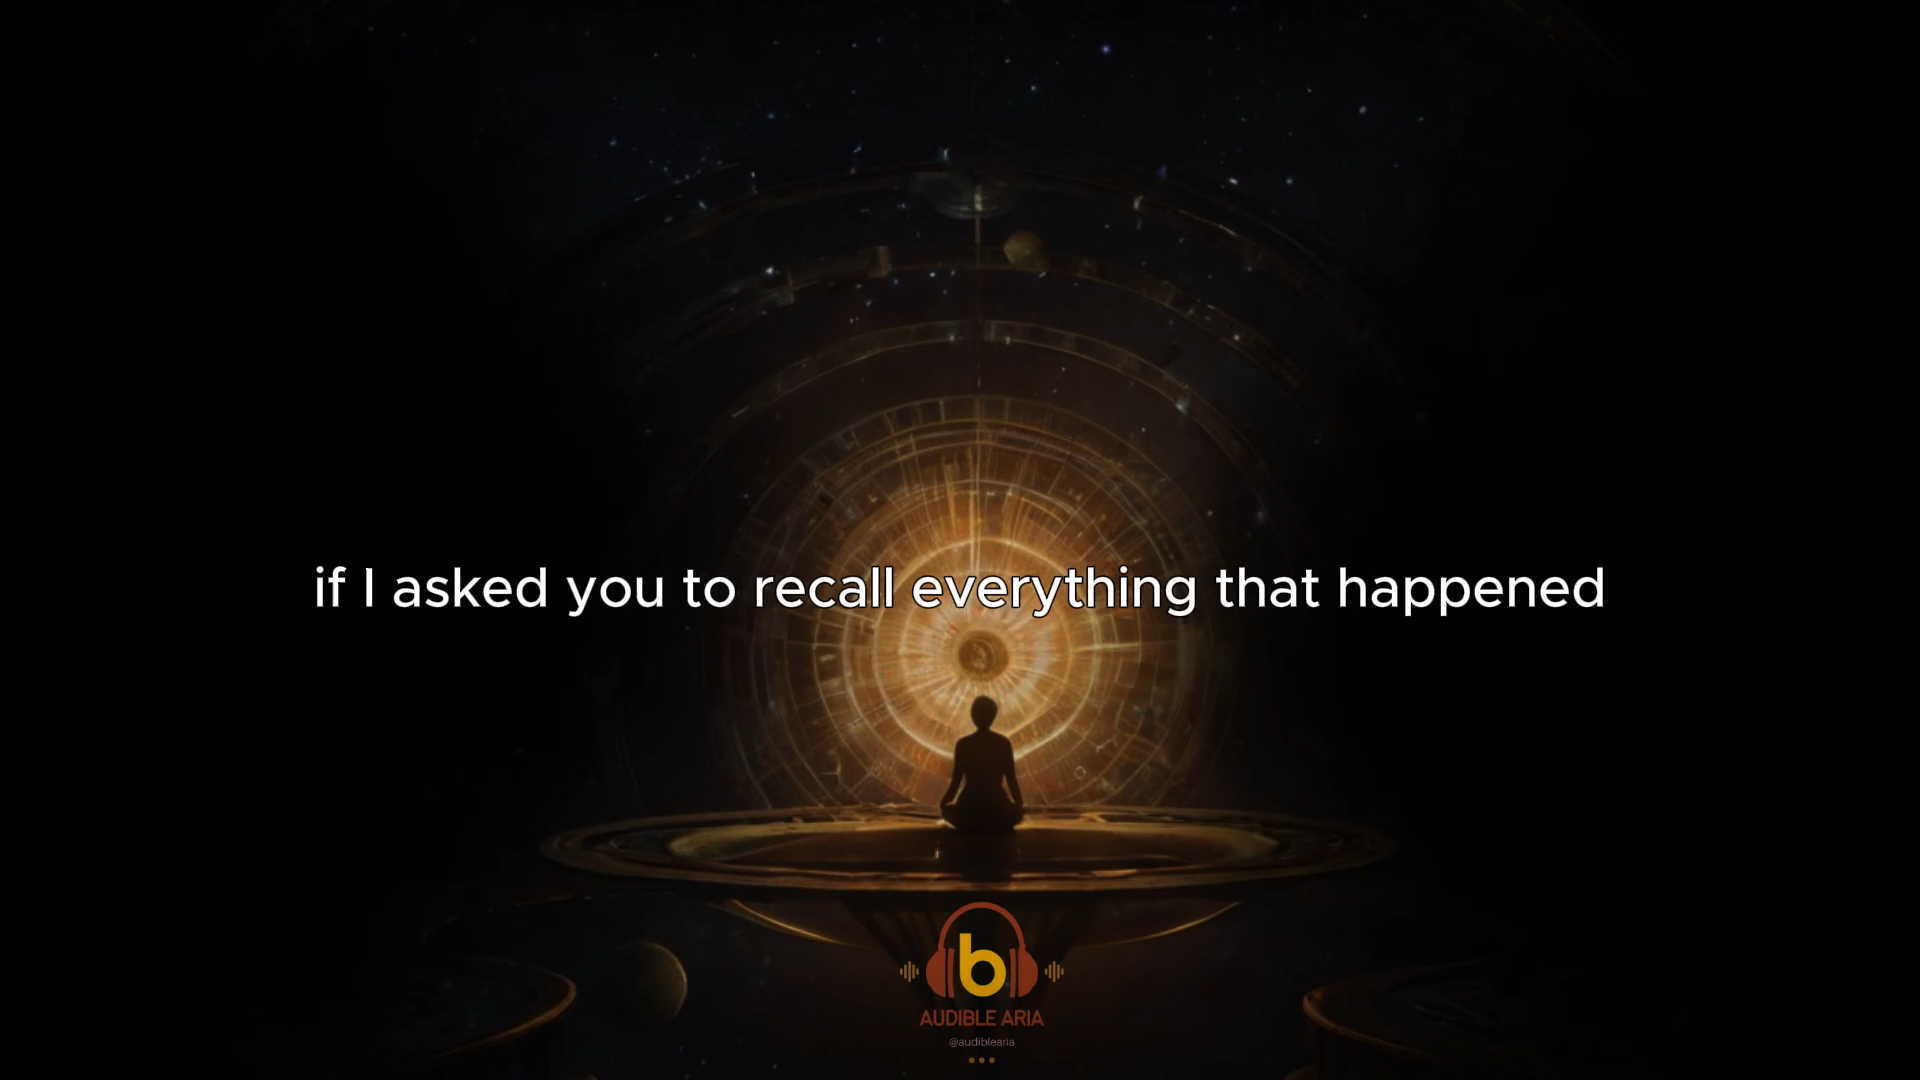 if I asked you to recall everything that happened
b
AUDIBLE ARIA
@audiblearia